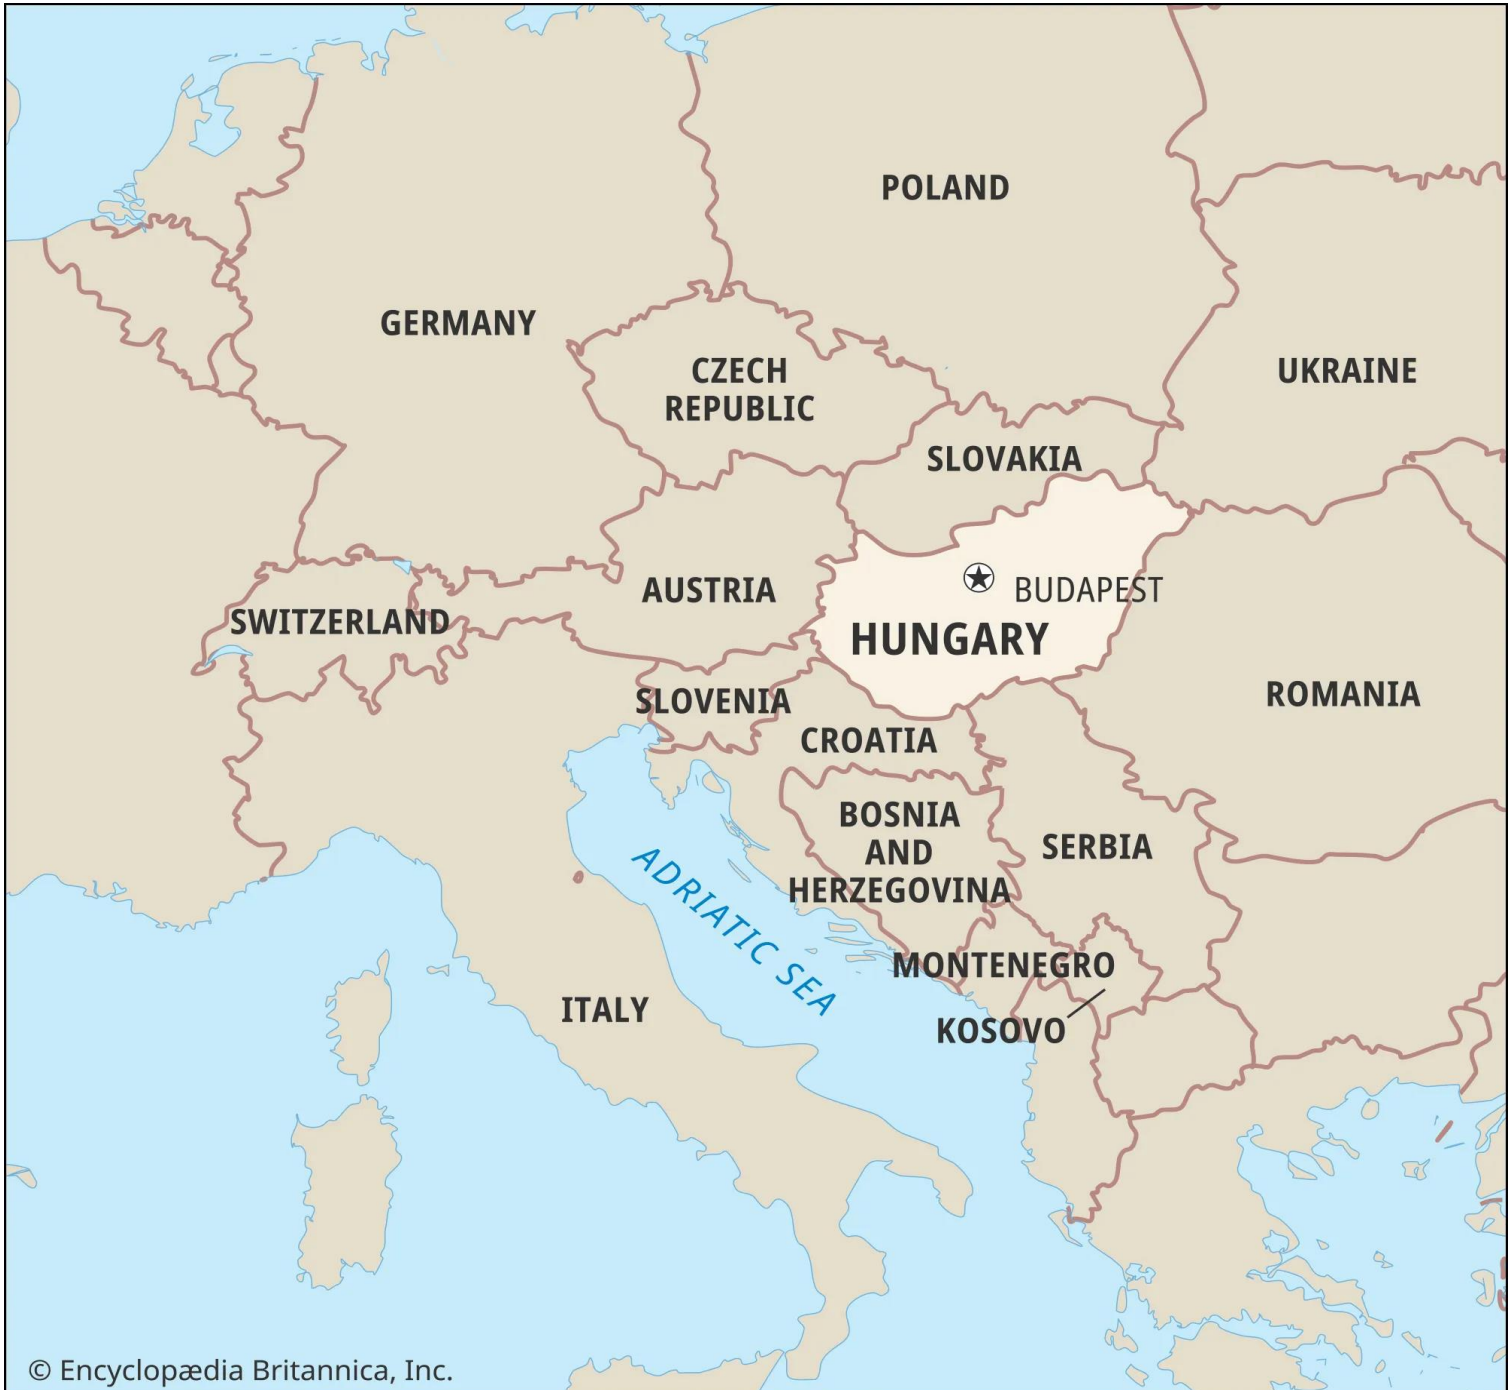 POLAND
GERMANY
CZECH
REPUBLIC
UKRAINE
SLOVAKIA
AUSTRIA
BUDAPEST
SWITZERLAND
HUNGARY
SLOVENIA
ROMANIA
CROATIA
BOSNIA
AND
HERZEGOVINA
SERBIA
ADRIATIC SEA
MONTENEGRO
ITALY
KOSOVO
© Encyclopædia Britannica, Inc.